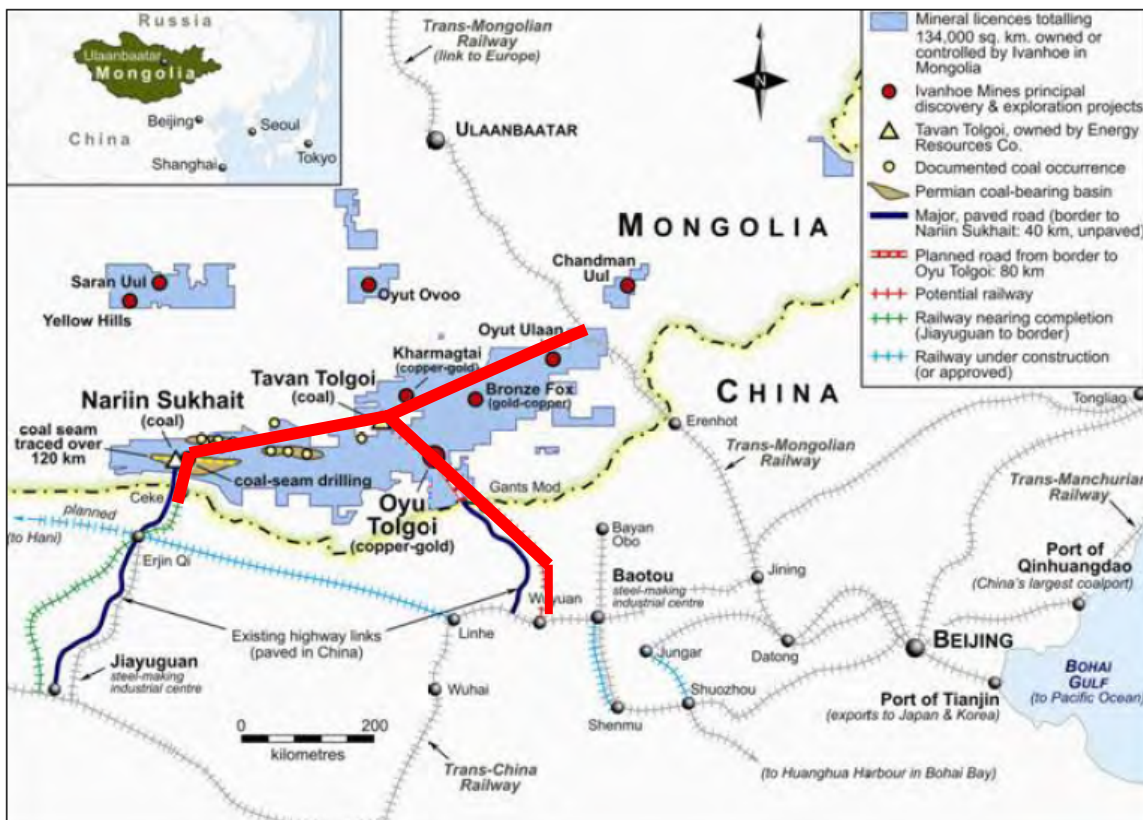 Russia
Ulaanbaatar
Mongolia
Beijing
Seoul
China
Tokyo
Shanghai
Trans-Mongolian
Railway
(link to Europe)
N
ULAANBAATAR
Mineral licences totalling
134,000 sq. km. owned or
controlled by Ivanhoe in
Mongolia
Ivanhoe Mines principal
discovery & exploration projects
Tavan Tolgoi, owned by Energy
Resources Co.
Documented coal occurrence
Permian coal-bearing basin
Major, paved road (border to
Nariin Sukhait: 40 km, unpaved)
Planned road from border to
Oyu Tolgoi: 80 km
Potential railway
Railway nearing completion
(Jiayuguan to border)
Railway under construction
(or approved)
MONGOLIA
Saran Uul
Yellow Hills
Oyut Ovoo
Chandman
Uul
Oyut Ulaan
Kharmagtai
(copper-gold)
Tavan Tolgoi
(coal)
Bronze Fox
(gold-copper)
Nariin Sukhait
(coal)
coal seam
traced over
120 km
coal-seam drilling
CHINA
Erenhot
Tongliao
Trans-Mongolian
Railway
Trans-Manchurian
Railway
Ceke
Oyu
Tolgoi
(copper-gold)
Gants Mod
planned
(to Hani)
Erjin Qi
Bayan
Obo
Baotou
steel-making
industrial centre
Jining
Port of
Qinhuangdao
(China's largest coalport)
Existing highway links
(paved in China)
Linhe
Jungar
Datong
BEIJING
Jiayuguan
steel-making
industrial centre
Wuhai
Shenmu
Shuozhou
Port of Tianjin
(exports to Japan & Korea)
BOHAI
GULF
(to Pacific Ocean)
0 100 200
kilometres
Trans-China
Railway
(to Huanghua Harbour in Bohai Bay)